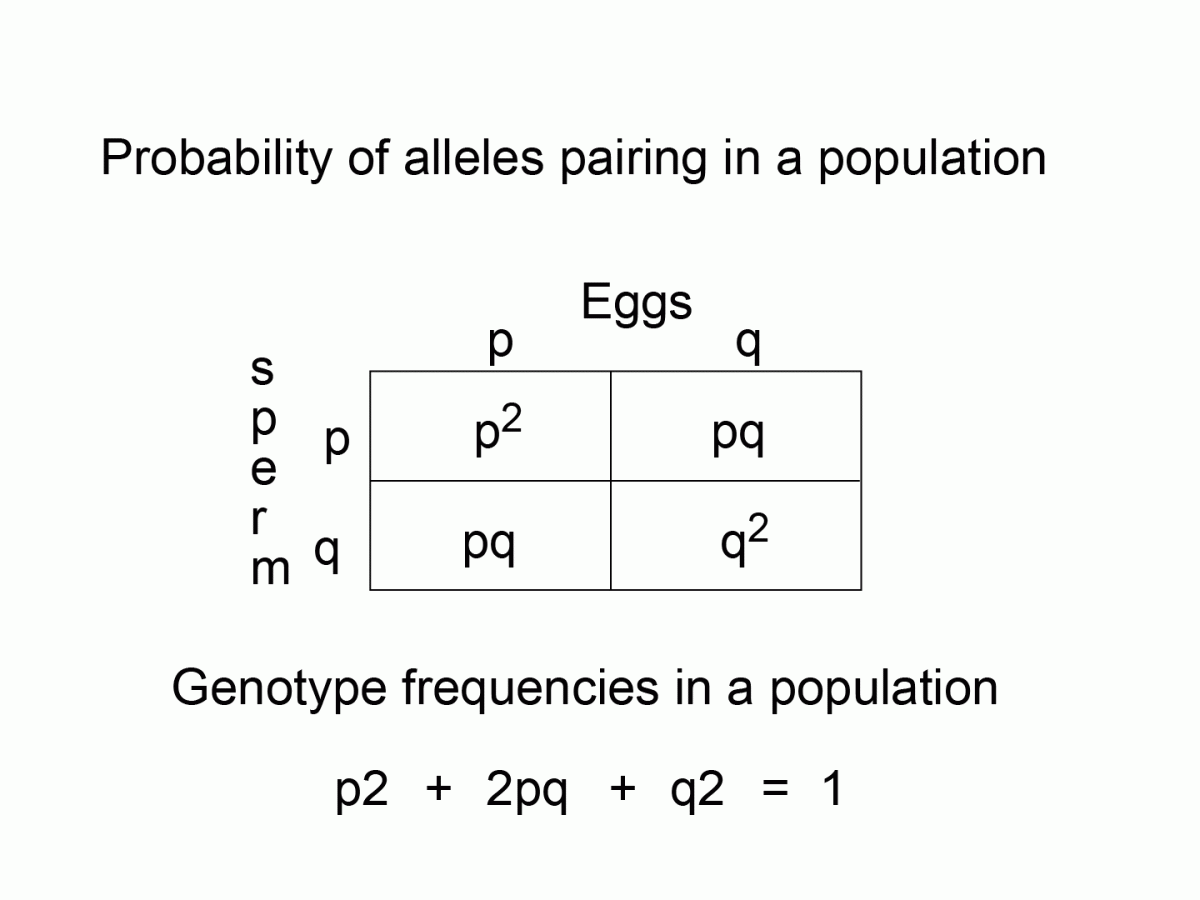 Probability of alleles pairing in a population
Eggs
p q
sperm
p p² pq
q pq q²
Genotype frequencies in a population
p2 + 2pq + q2 = 1